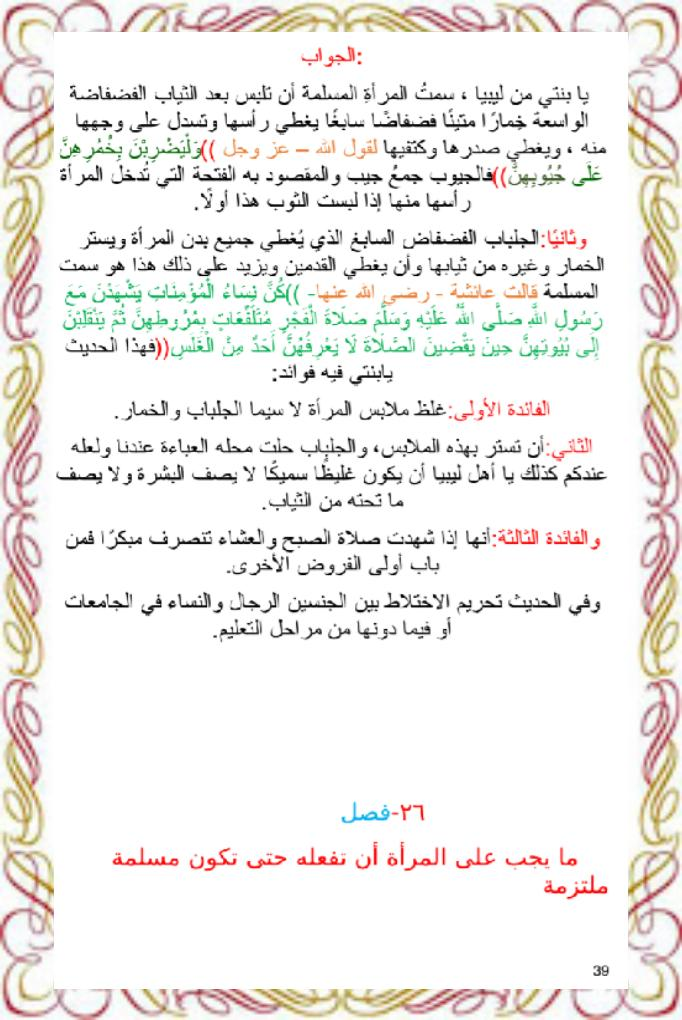 الجواب:
يا بنتي من ليبيا ، سمتُ المرأةِ المسلمة أن تلبس بعد الثياب الفضفاضة
الواسعة خِمارًا متينًا فضفاضًا سابغًا يغطي رأسها وتسدل على وجهها
منه ، ويغطي صدرها وكتفيها لقول الله – عز وجل ))وَلْيَضْرِبْنَ بِخُمُرِهِنَّ
عَلَى جُيُوبِهِنَّ))فالجيوب جمعُ جيب والمقصود به الفتحة التي تُدخلُ المرأة
رأسها منها إذا لبست الثوب هذا أولًا.
وثانيًا:الجلباب الفضفاض السابغ الذي يُغطي جميع بدن المرأة ويستر
الخمار وغيره من ثيابها وأن يغطي القدمين ويزيد على ذلك هذا هو سمت
المسلمة قالت عائشة - رضي الله عنها- ))كُنَّ نِسَاءُ الْمُؤْمِنَاتِ يَشْهَدْنَ مَعَ
رَسُولِ اللَّهِ صَلَّى اللَّهُ عَلَيْهِ وَسَلَّمَ صَلَاةَ الْفَجْرِ مُتَلَفِّعَاتٍ بِمُرُوطِهِنَّ ثُمَّ يَنْقَلِبْنَ
إِلَى بُيُوتِهِنَّ حِينَ يَقْضِينَ الصَّلَاةَ لَا يَعْرِفُهُنَّ أَحَدٌ مِنْ الْغَلَسِ((فهذا الحديث
يابنتي فيه فوائد:
الفائدة الأولى:غلظ ملابس المرأة لا سيما الجلباب والخمار.
الثاني:أن تستر بهذه الملابس، والجلباب حلت محله العباءة عندنا ولعله
عندكم كذلك يا أهل ليبيا أن يكون غليظًا سميكًا لا يصف البشرة ولا يصف
ما تحته من الثياب.
والفائدة الثالثة:أنها إذا شهدت صلاة الصبح والعشاء تنصرف مبكرًا فمن
باب أولى الفروض الأخرى.
وفي الحديث تحريم الاختلاط بين الجنسين الرجال والنساء في الجامعات
أو فيما دونها من مراحل التعليم.
٢٦-فصل
ما يجب على المرأة أن تفعله حتى تكون مسلمة
ملتزمة
39